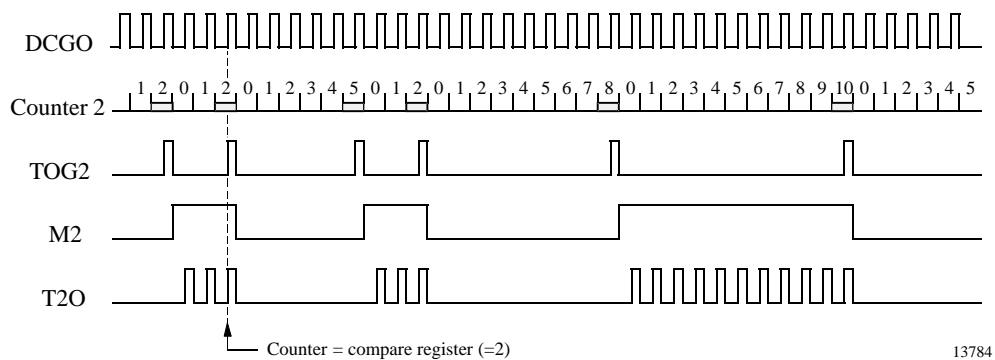 DCGO
Counter 2 1 2 0 1 2 0 1 2 3 4 5 0 1 2 0 1 2 3 4 5 6 7 8 0 1 2 3 4 5 6 7 8 9 10 0 1 2 3 4 5
TOG2
M2
T2O
Counter = compare register (=2)
13784